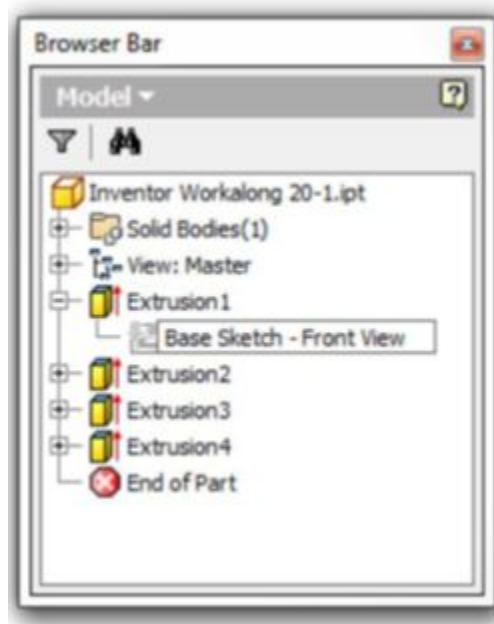 Browser Bar
Model
Inventor Workalong 20-1.ipt
Solid Bodies(1)
View: Master
Extrusion1
Base Sketch - Front View
Extrusion2
Extrusion3
Extrusion4
End of Part